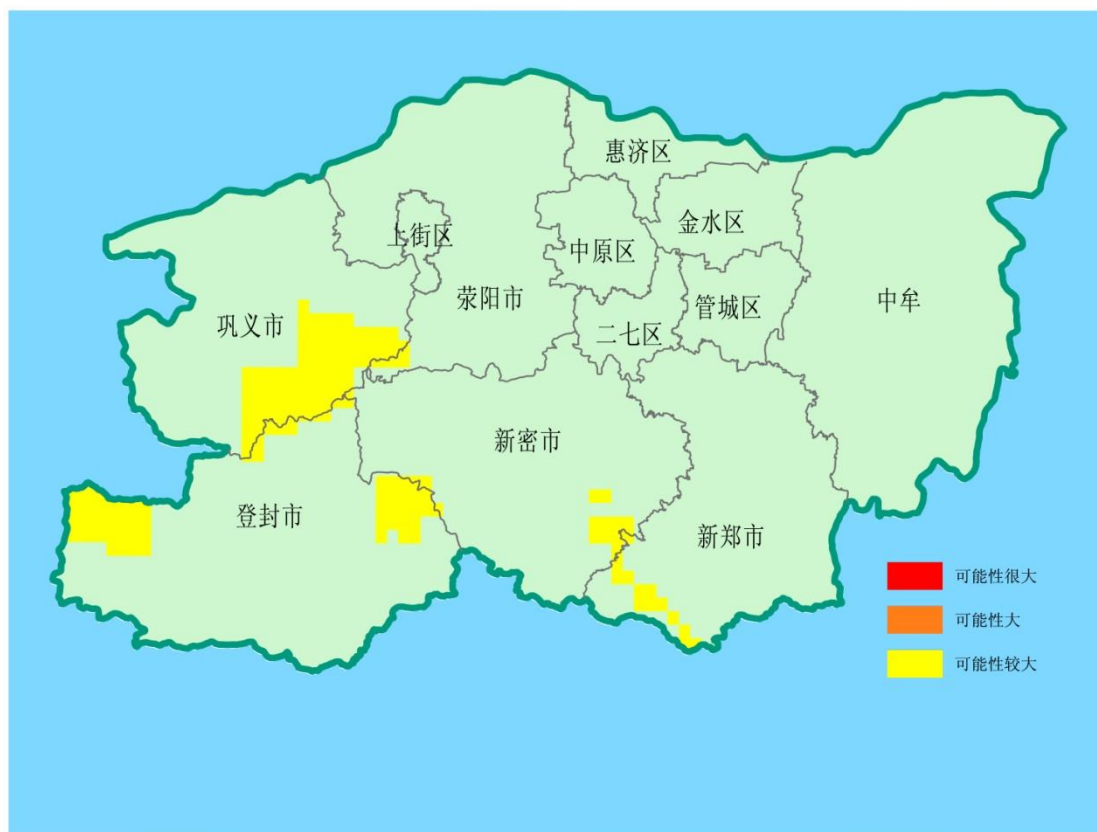 惠济区
金水区
上街区
中原区
荥阳市
中牟
管城区
巩义市
二七区
新密市
登封市
新郑市
可能性很大
可能性大
可能性较大